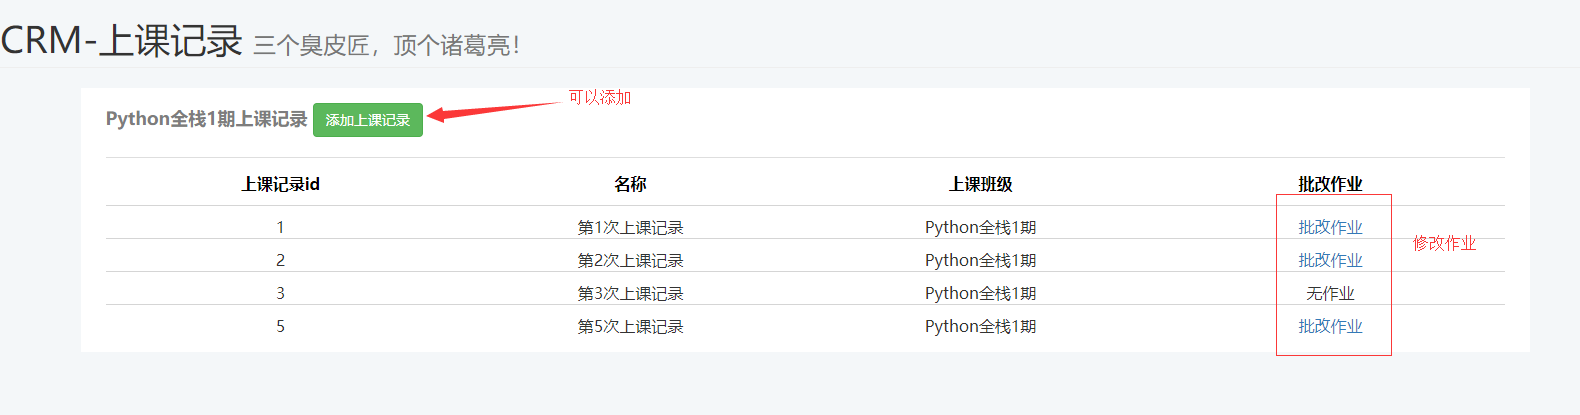 CRM-上课记录 三个臭皮匠，顶个诸葛亮！
可以添加
Python全栈1期上课记录 添加上课记录
上课记录id 名称 上课班级 批改作业
1 第1次上课记录 Python全栈1期 批改作业
修改作业
2 第2次上课记录 Python全栈1期 批改作业
3 第3次上课记录 Python全栈1期 无作业
5 第5次上课记录 Python全栈1期 批改作业